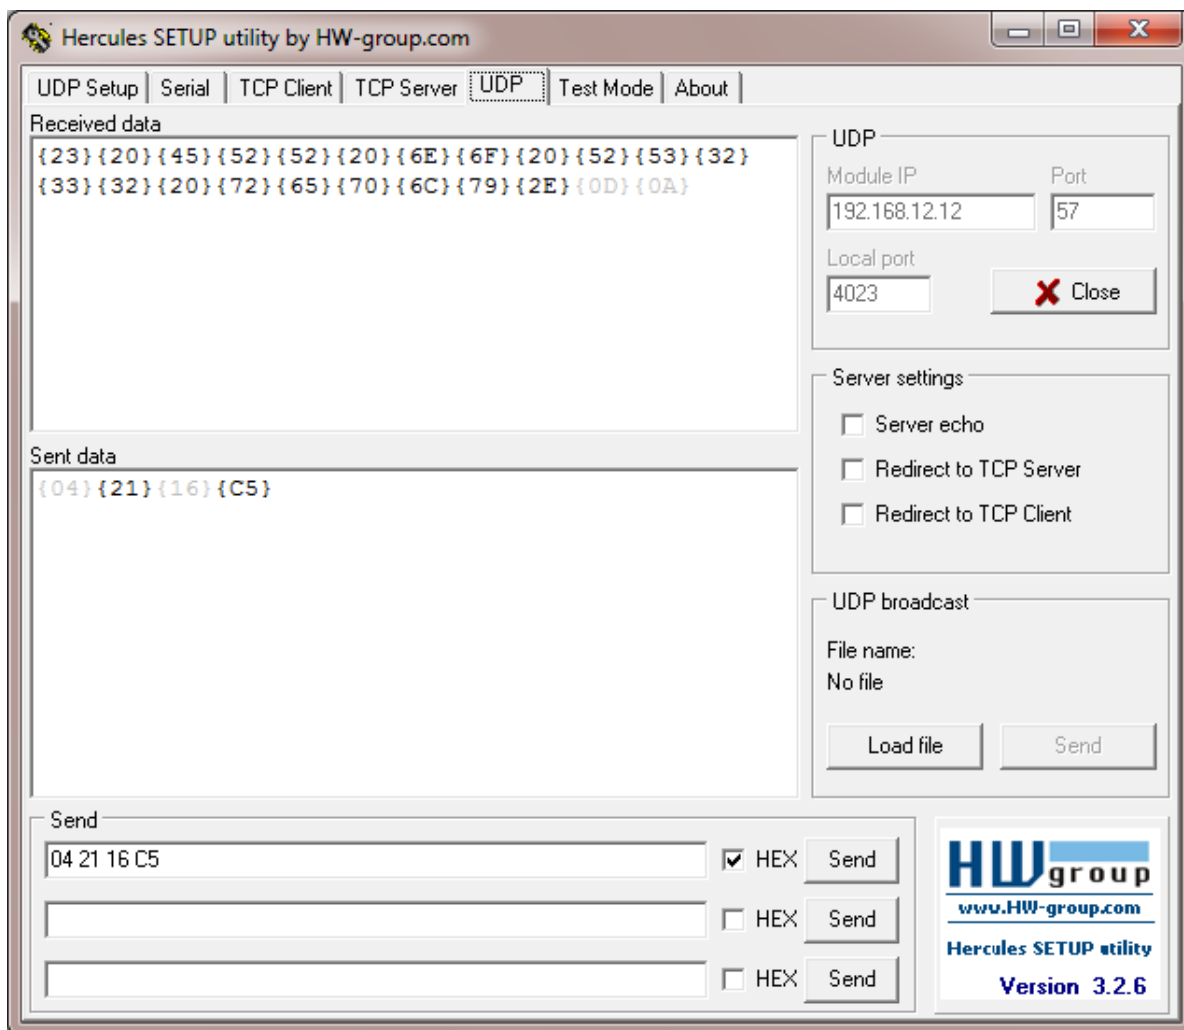 Hercules SETUP utility by HW-group.com
UDP Setup Serial TCP Client TCP Server UDP Test Mode About
Received data
{23}{20}{45}{52}{52}{20}{6E}{6F}{20}{52}{53}{32}
{33}{32}{20}{72}{65}{70}{6C}{79}{2E}{0D}{0A}
Sent data
{04}{21}{16}{C5}
UDP
Module IP Port
192.168.12.12 57
Local port
4023 Close
Server settings
Server echo
Redirect to TCP Server
Redirect to TCP Client
UDP broadcast
File name:
No file
Load file Send
Send
04 21 16 C5 HEX Send
HEX Send
HEX Send
HW group
www.HW-group.com
Hercules SETUP utility
Version 3.2.6